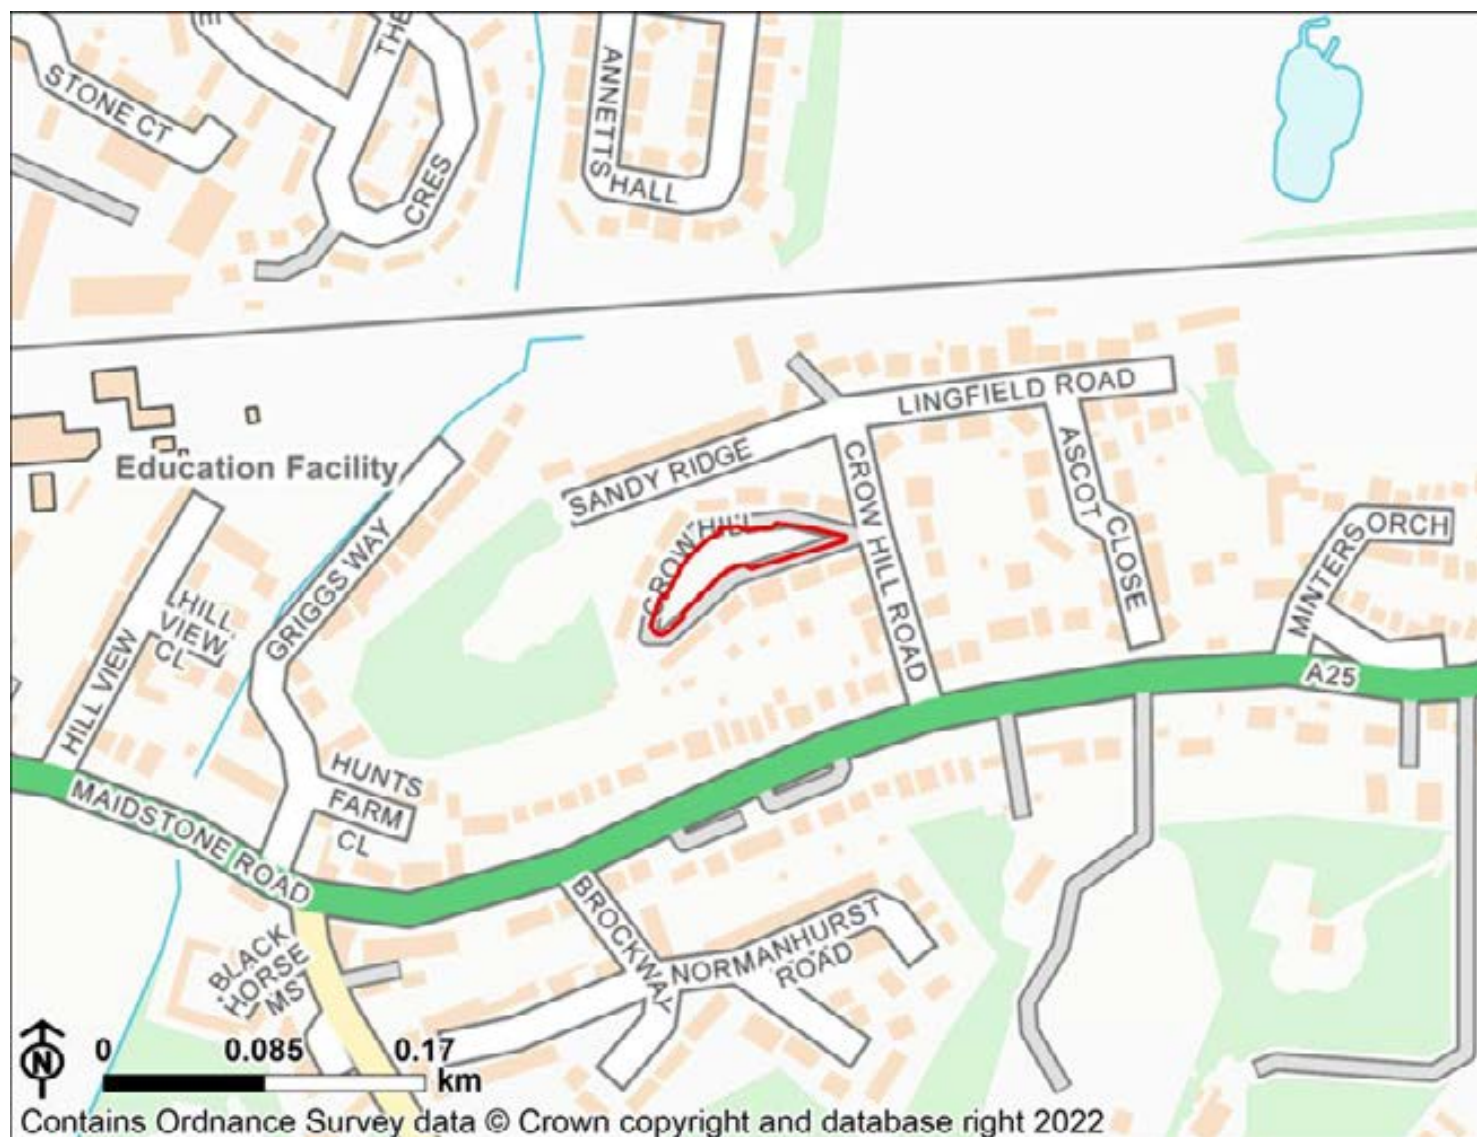 THE
STONE CT
CRES
ANNETTS
HALL
LINGFIELD ROAD
SANDY RIDGE
CROW HILL
CROW HILL ROAD
ASCOT
CLOSE
MINTERS
ORCH
Education Facility
GRIGGS WAY
HILL
VIEW
CL
HILL VIEW
HUNTS
FARM
CL
A25
MAIDSTONE ROAD
BLACK
HORSE
MS
BROCKWAY
NORMANHURST
ROAD
N
0 0.085 0.17
km
Contains Ordnance Survey data © Crown copyright and database right 2022